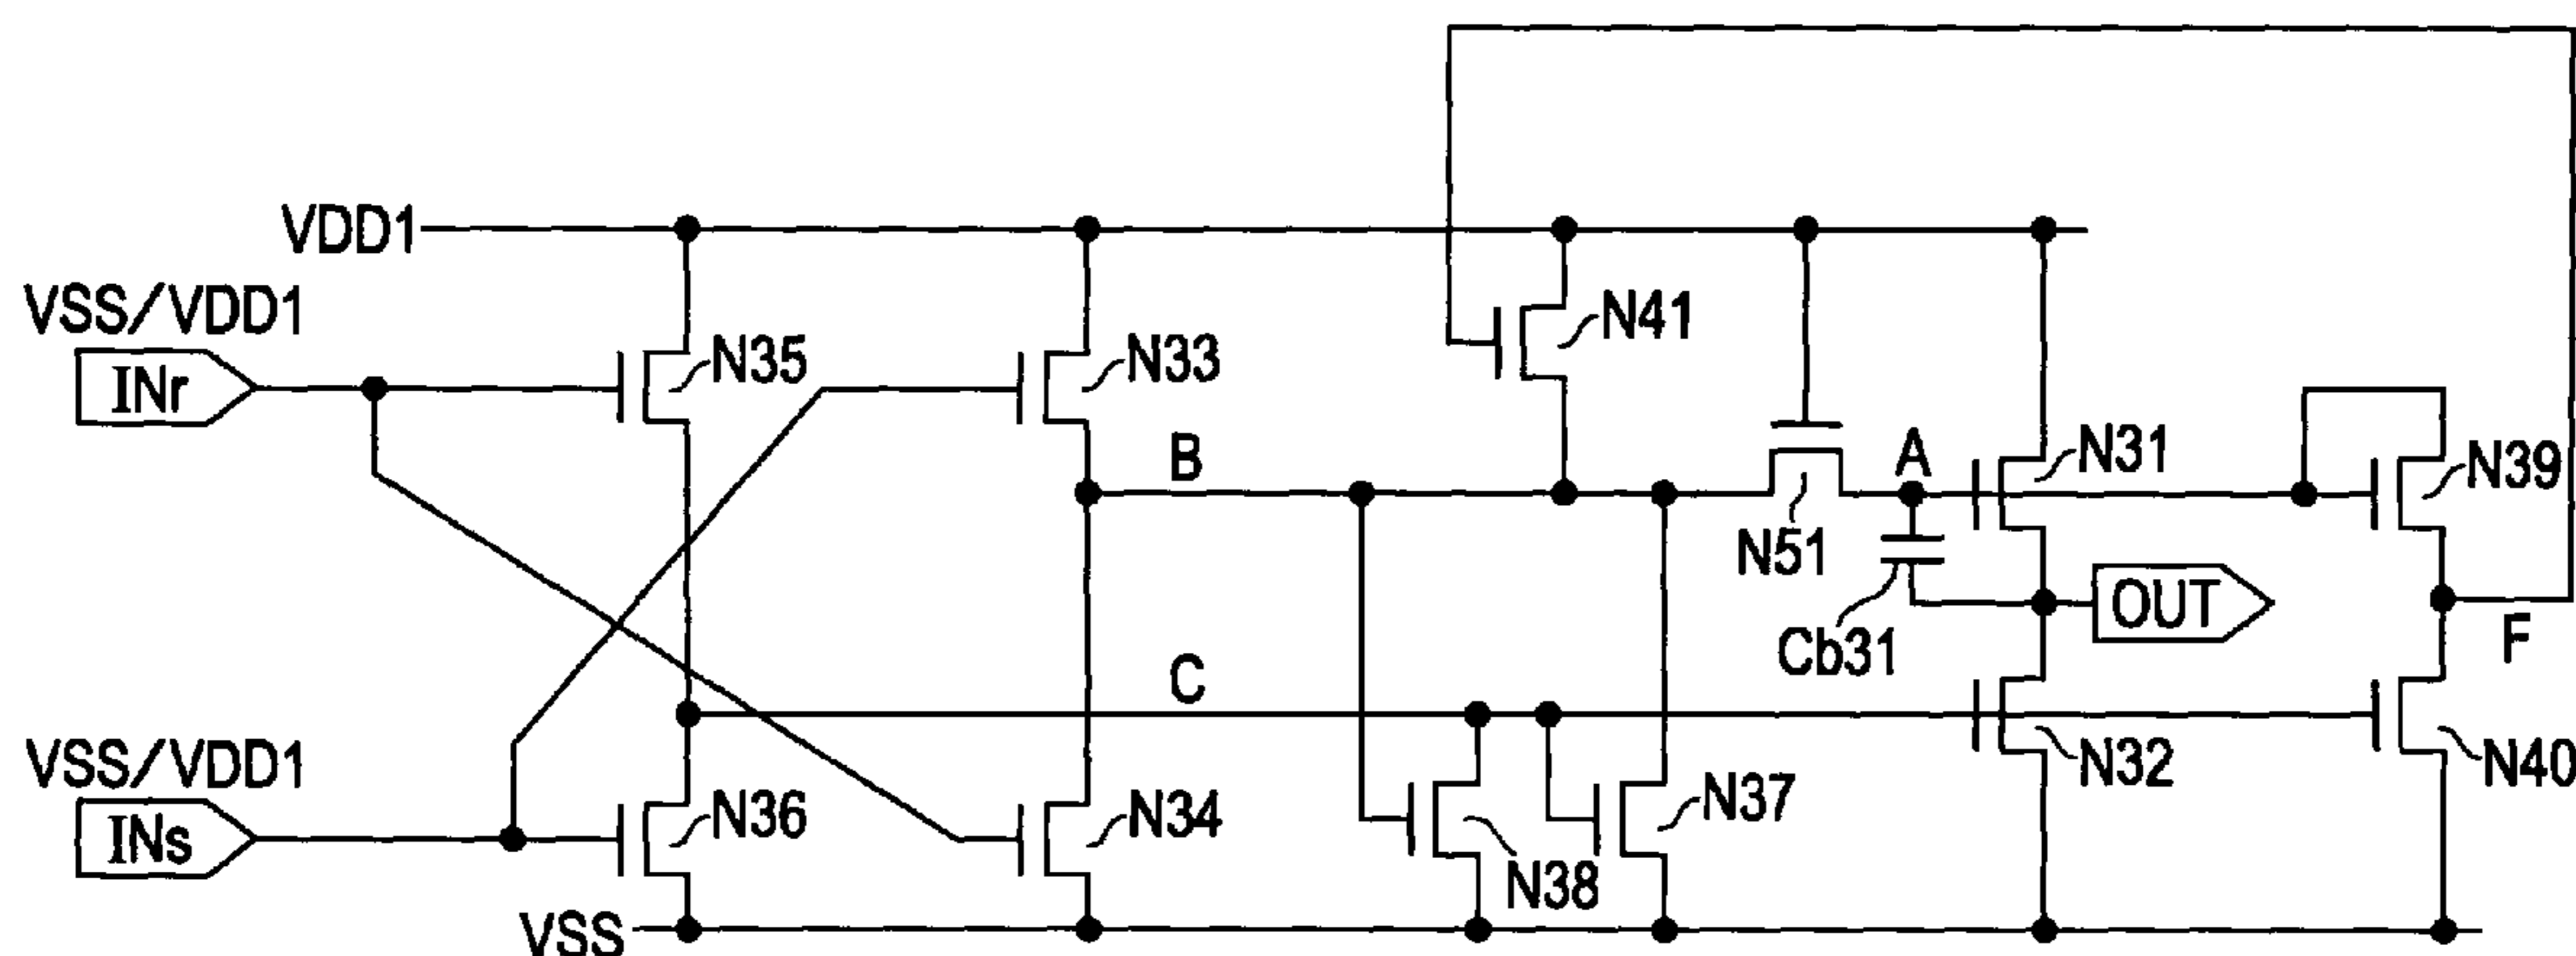 VDD1
VSS/VDD1
INr
N35
N33
N41
B
A
N31
N39
N51
Cb31
OUT
F
C
VSS/VDD1
INs
N36
N34
N38
N37
N32
N40
VSS